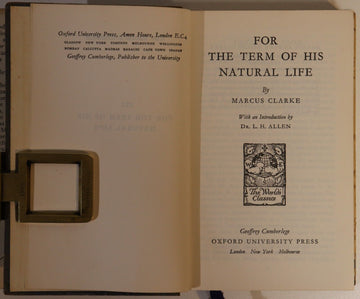 Oxford University Press, Amen House, London E.C.4
GLASGOW NEW YORK TORONTO MELBOURNE WELLINGTON
BOMBAY CALCUTTA MADRAS KARACHI CAPE TOWN IBADAN
Geoffrey Cumberlege, Publisher to the University
FOR
THE TERM OF HIS
NATURAL LIFE
By
MARCUS CLARKE
With an Introduction by
DR. L. H. ALLEN
The World's
Classics
Geoffrey Cumberlege
OXFORD UNIVERSITY PRESS
London New York Melbourne